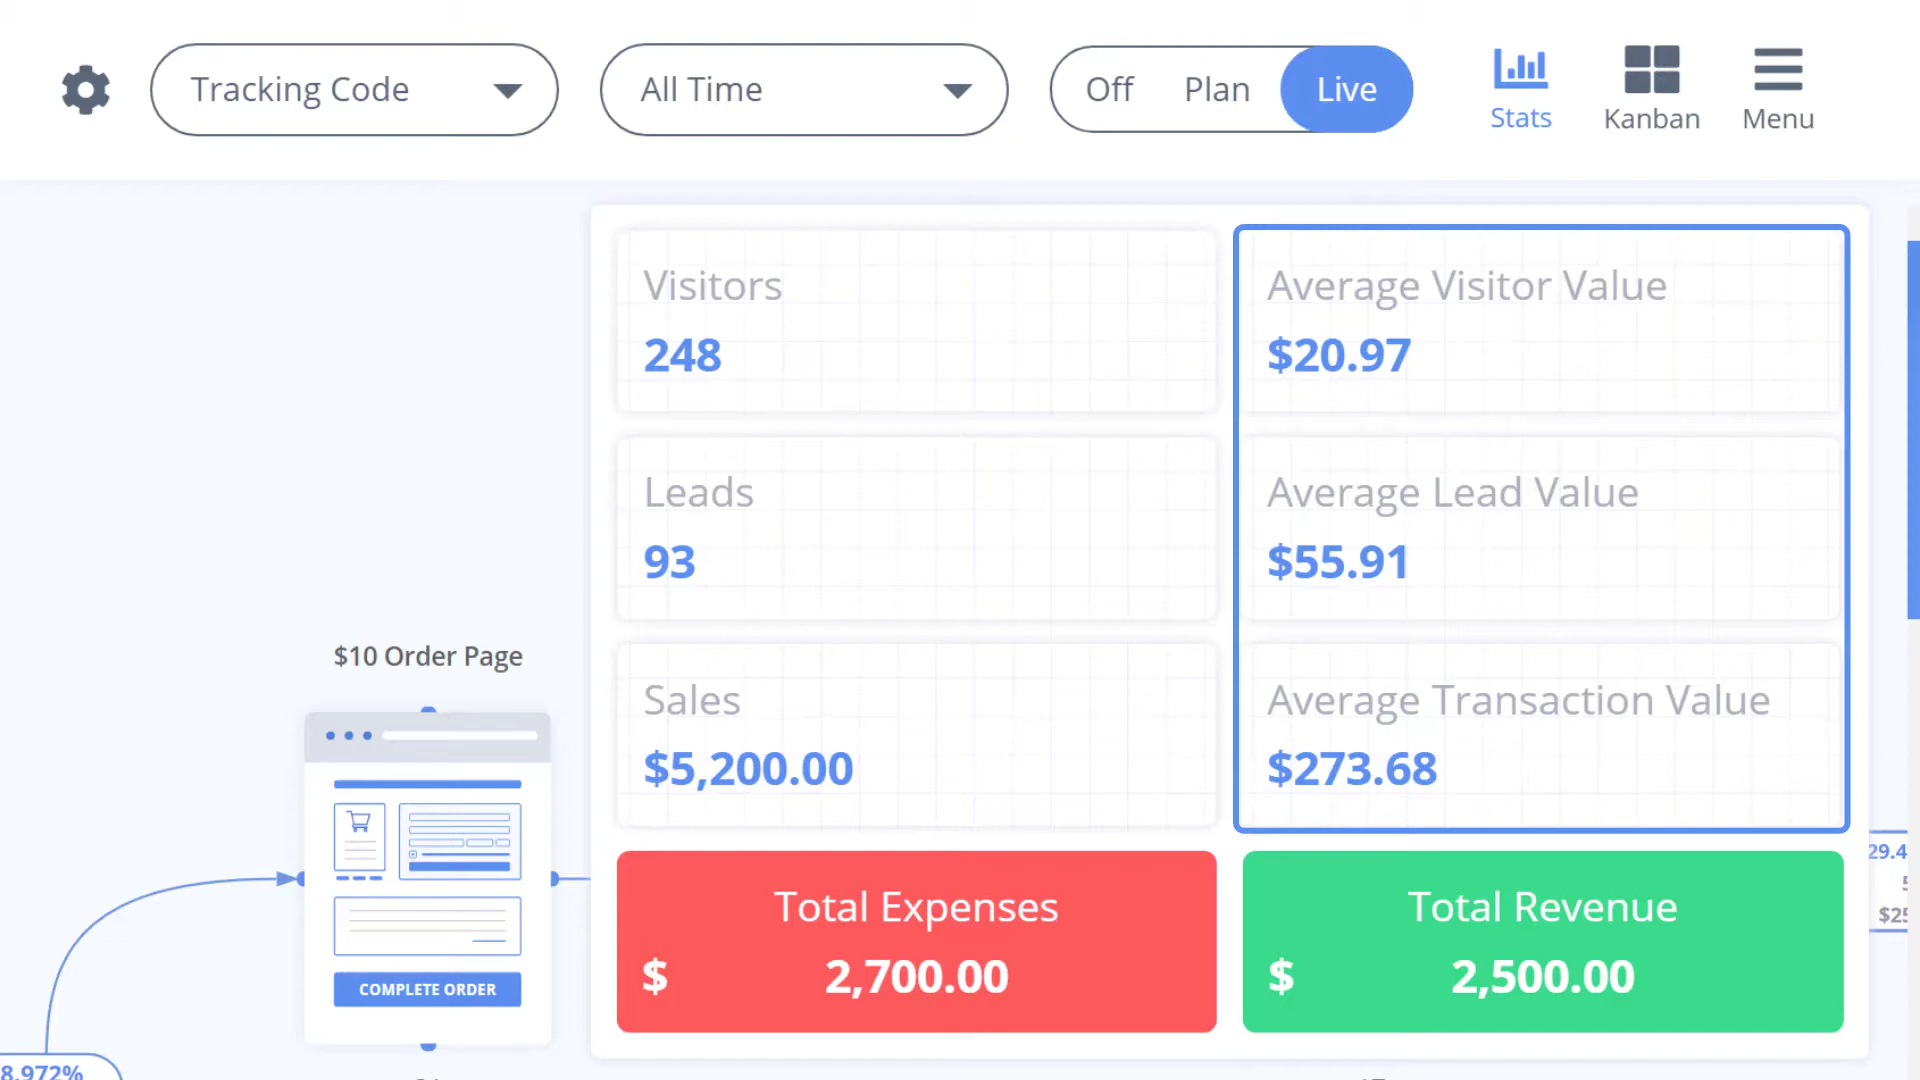 Tracking Code
All Time
Off Plan Live
Stats
Kanban
Menu
Visitors
248
Average Visitor Value
$20.97
Leads
93
Average Lead Value
$55.91
Sales
$5,200.00
Average Transaction Value
$273.68
Total Expenses
$ 2,700.00
Total Revenue
$ 2,500.00
$10 Order Page
COMPLETE ORDER
8.972%
29.4
$25